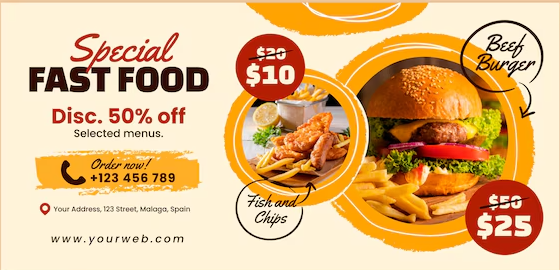 Special
FAST FOOD
Disc. 50% off
Selected menus.
Order now!
+123 456 789
Your Address, 123 Street, Malaga, Spain
www.yourweb.com
$20
$10
Fish and
Chips
Beef
Burger
$50
$25